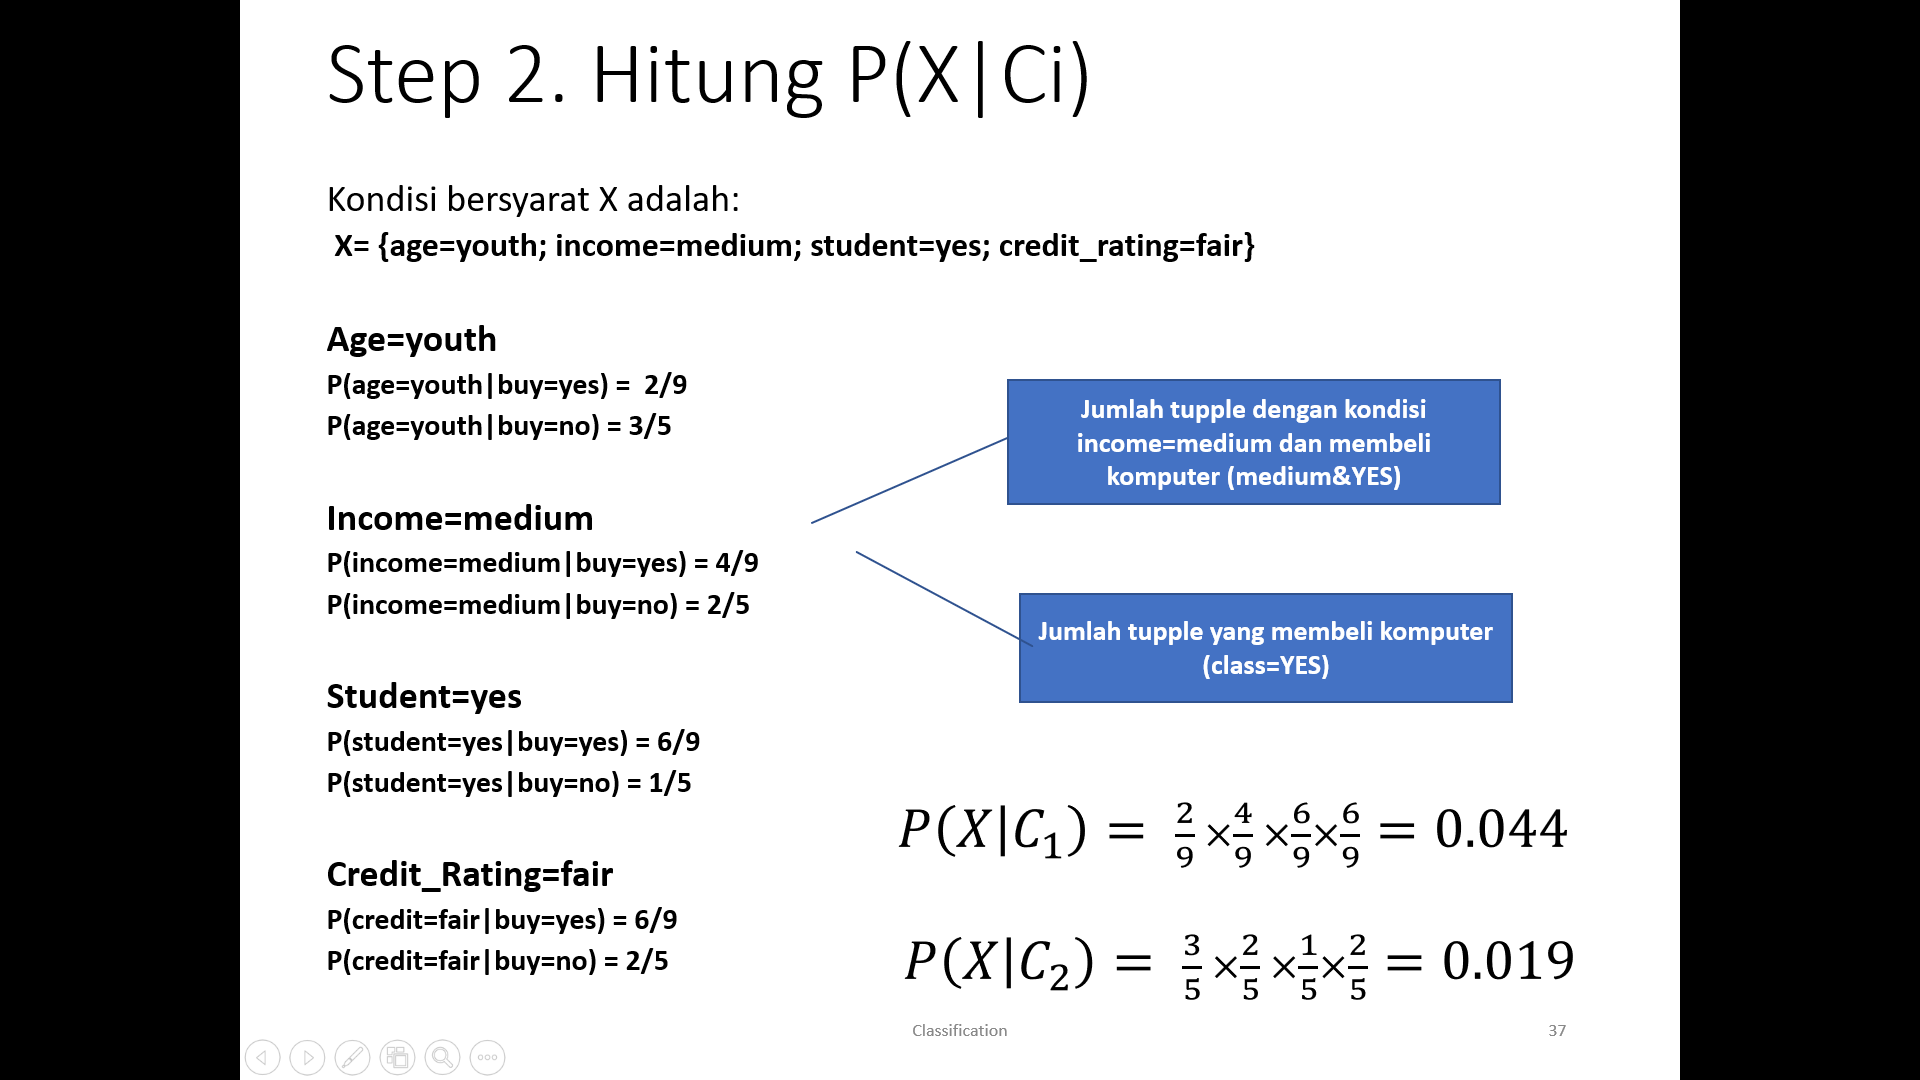 Step 2. Hitung P(X|Ci)
Kondisi bersyarat X adalah:
X= {age=youth; income=medium; student=yes; credit_rating=fair}
Age=youth
P(age=youth|buy=yes) = 2/9
P(age=youth|buy=no) = 3/5
Income=medium
P(income=medium|buy=yes) = 4/9
P(income=medium|buy=no) = 2/5
Student=yes
P(student=yes|buy=yes) = 6/9
P(student=yes|buy=no) = 1/5
Credit_Rating=fair
P(credit=fair|buy=yes) = 6/9
P(credit=fair|buy=no) = 2/5
Jumlah tupple dengan kondisi
income=medium dan membeli
komputer (medium&YES)
Jumlah tupple yang membeli komputer
(class=YES)
P(X|C₁) = 2/9 × 4/9 × 6/9 × 6/9 = 0.044
P(X|C₂) = 3/5 × 2/5 × 1/5 × 2/5 = 0.019
Classification
37